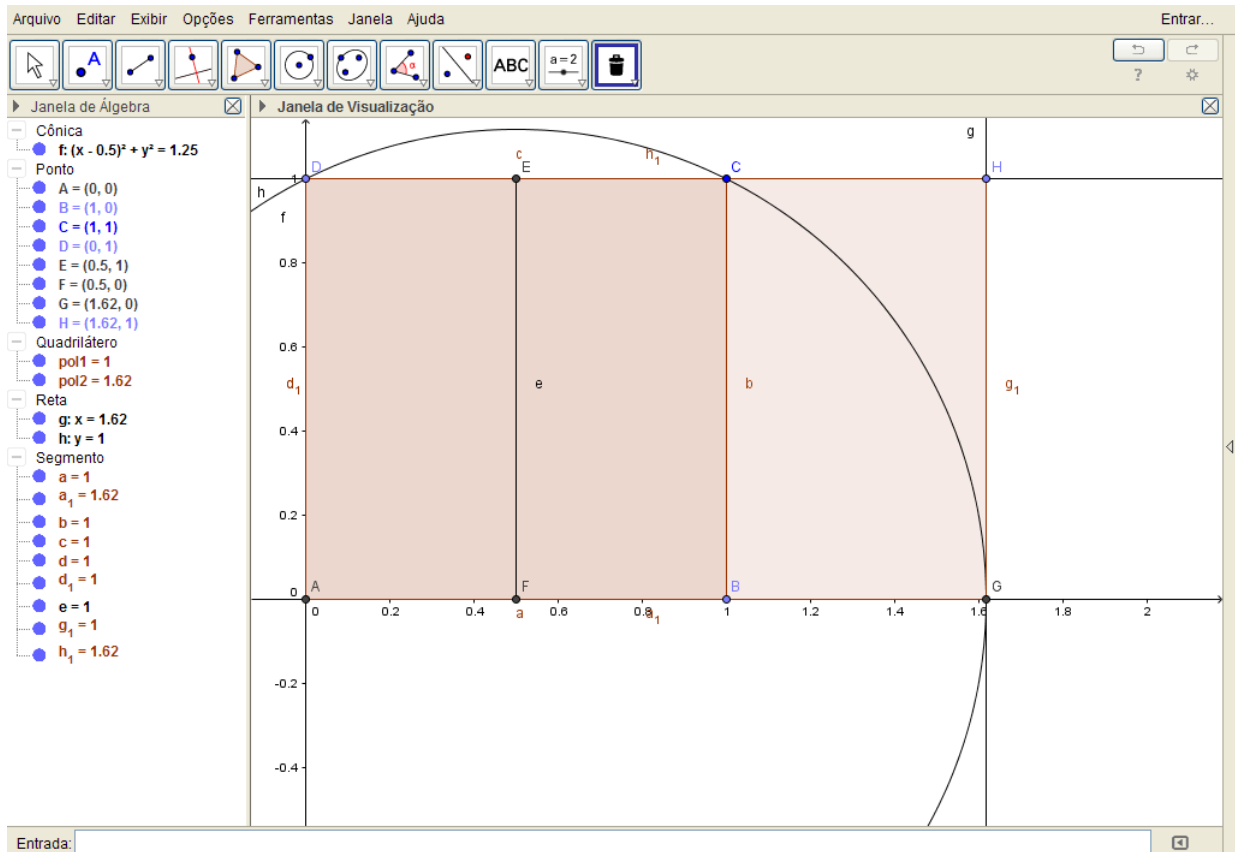 Arquivo Editar Exibir Opções Ferramentas Janela Ajuda Entrar...
A ABC a = 2 ?
Janela de Álgebra
Cônica
f: (x - 0.5)² + y² = 1.25
Ponto
A = (0, 0)
B = (1, 0)
C = (1, 1)
D = (0, 1)
E = (0.5, 1)
F = (0.5, 0)
G = (1.62, 0)
H = (1.62, 1)
Quadrilátero
pol1 = 1
pol2 = 1.62
Reta
g: x = 1.62
h: y = 1
Segmento
a = 1
a₁ = 1.62
b = 1
c = 1
d = 1
d₁ = 1
e = 1
g₁ = 1
h₁ = 1.62
Janela de Visualização
g
c h₁
D E C H
1
h
f
0.8
0.6
d₁ e b g₁
0.4
0.2
0 A F B G
0 0.2 0.4 0.6 0.8 1 1.2 1.4 1.6 1.8 2
a a₁
-0.2
-0.4
Entrada: